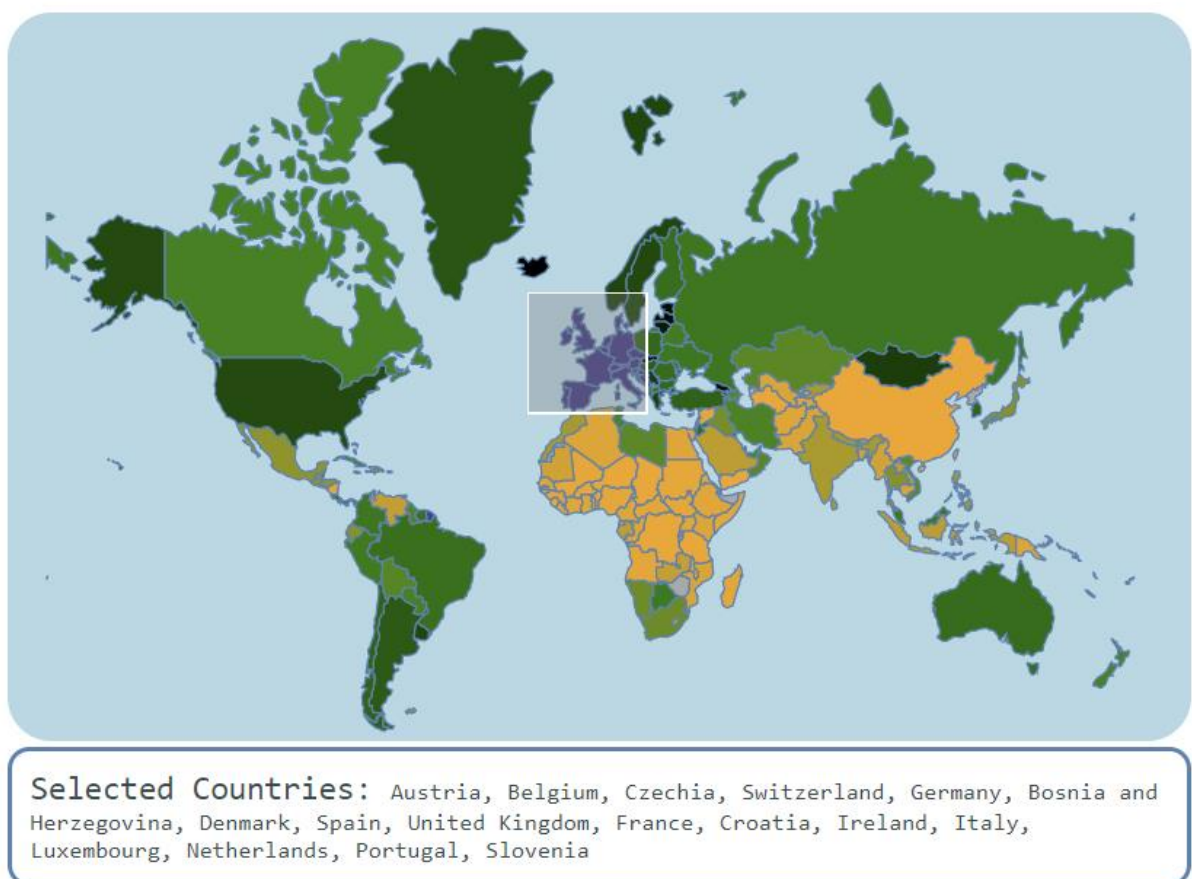 Selected Countries: Austria, Belgium, Czechia, Switzerland, Germany, Bosnia and
Herzegovina, Denmark, Spain, United Kingdom, France, Croatia, Ireland, Italy,
Luxembourg, Netherlands, Portugal, Slovenia